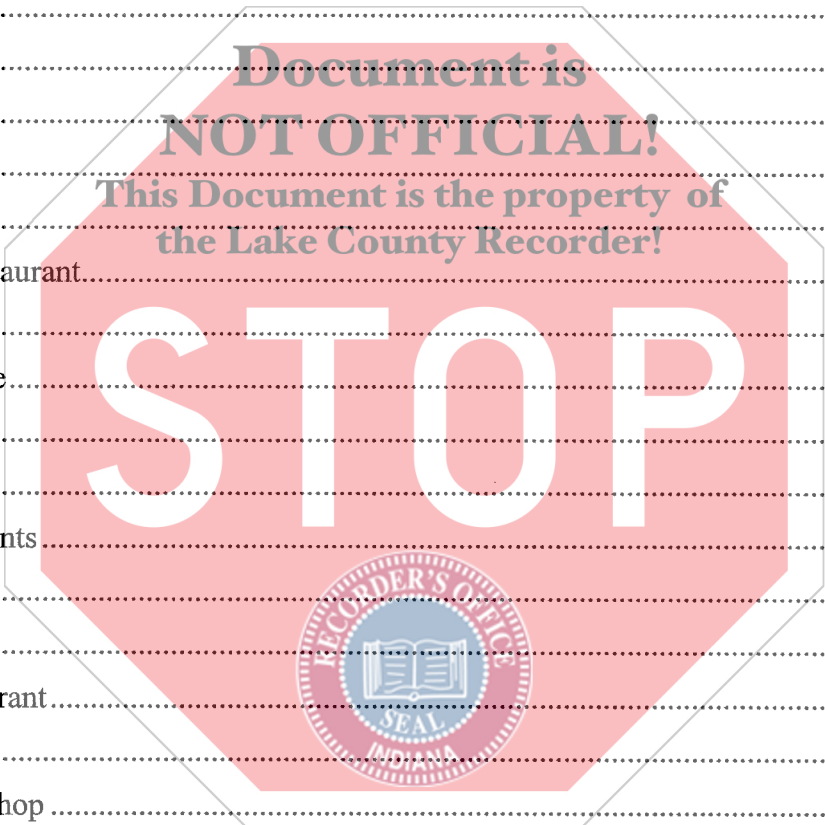 Document is
NOT OFFICIAL!
This Document is the property of
the Lake County Recorder!
aurant
STOP
e
nts
RECORDER'S OFFICE
SEAL
INDIANA
rant
hop